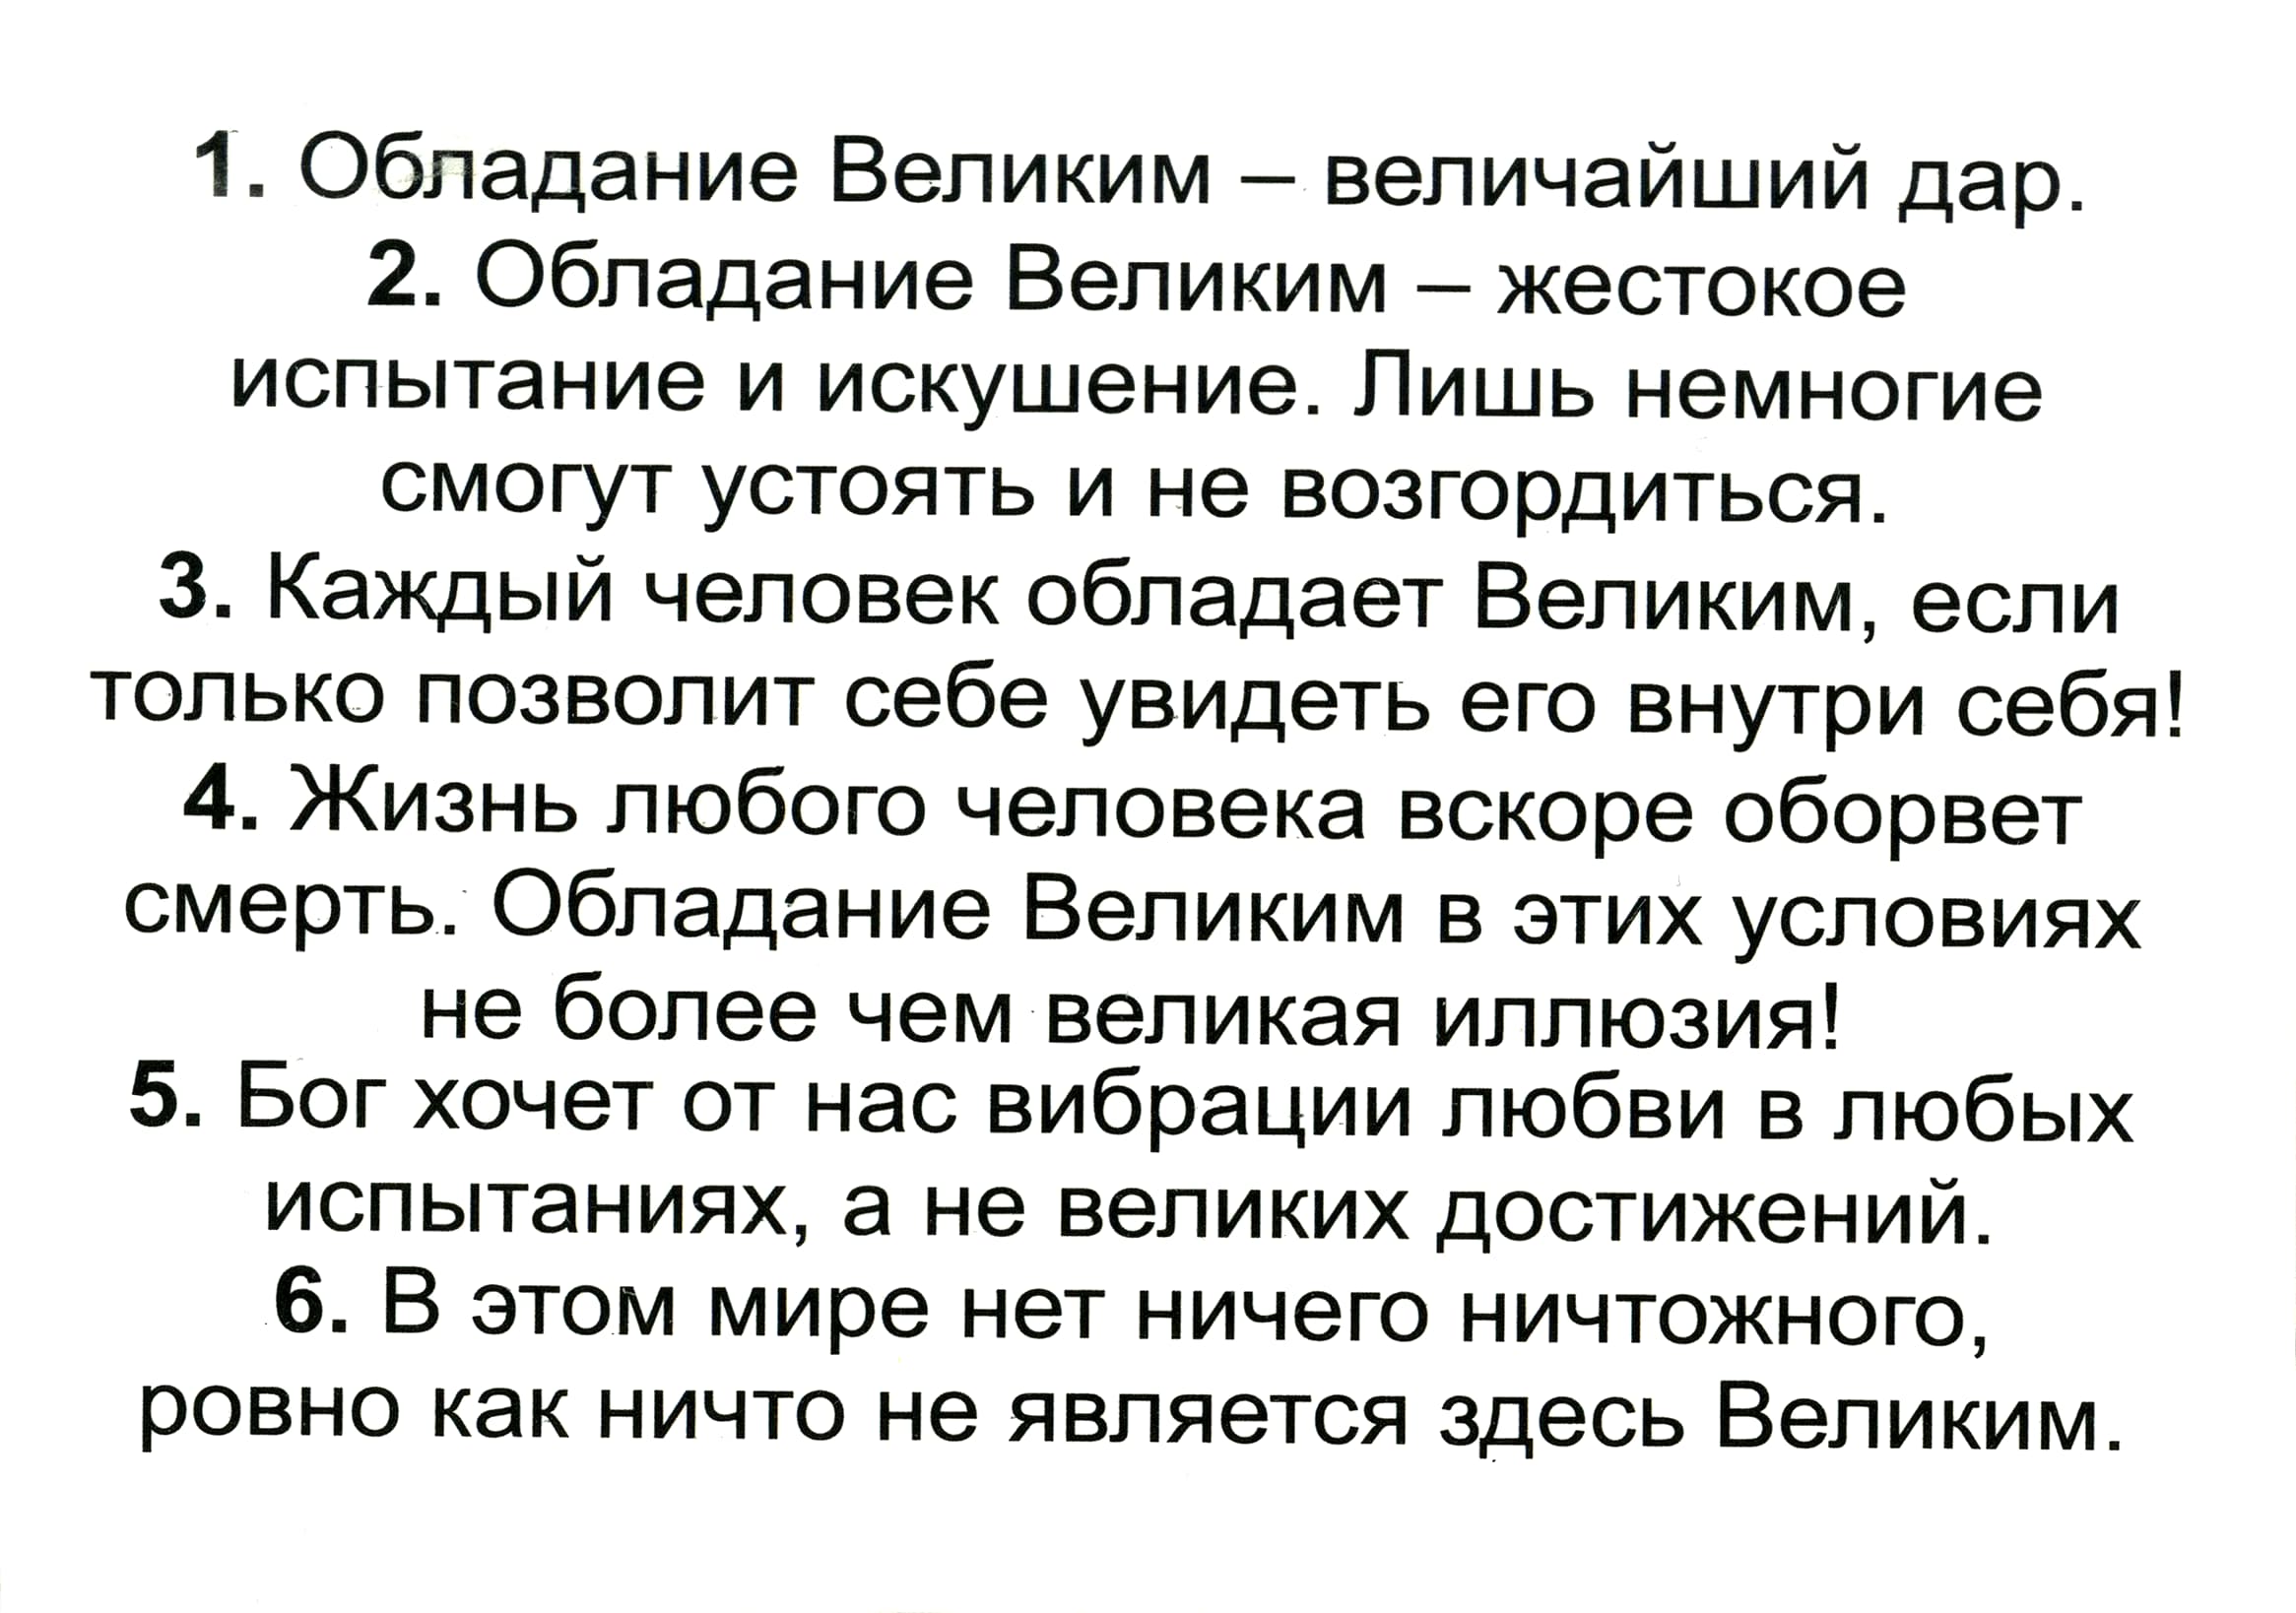 1. Обладание Великим – величайший дар.
2. Обладание Великим – жестокое
испытание и искушение. Лишь немногие
смогут устоять и не возгордиться.
3. Каждый человек обладает Великим, если
только позволит себе увидеть его внутри себя!
4. Жизнь любого человека вскоре оборвет
смерть. Обладание Великим в этих условиях
не более чем великая иллюзия!
5. Бог хочет от нас вибрации любви в любых
испытаниях, а не великих достижений.
6. В этом мире нет ничего ничтожного,
ровно как ничто не является здесь Великим.